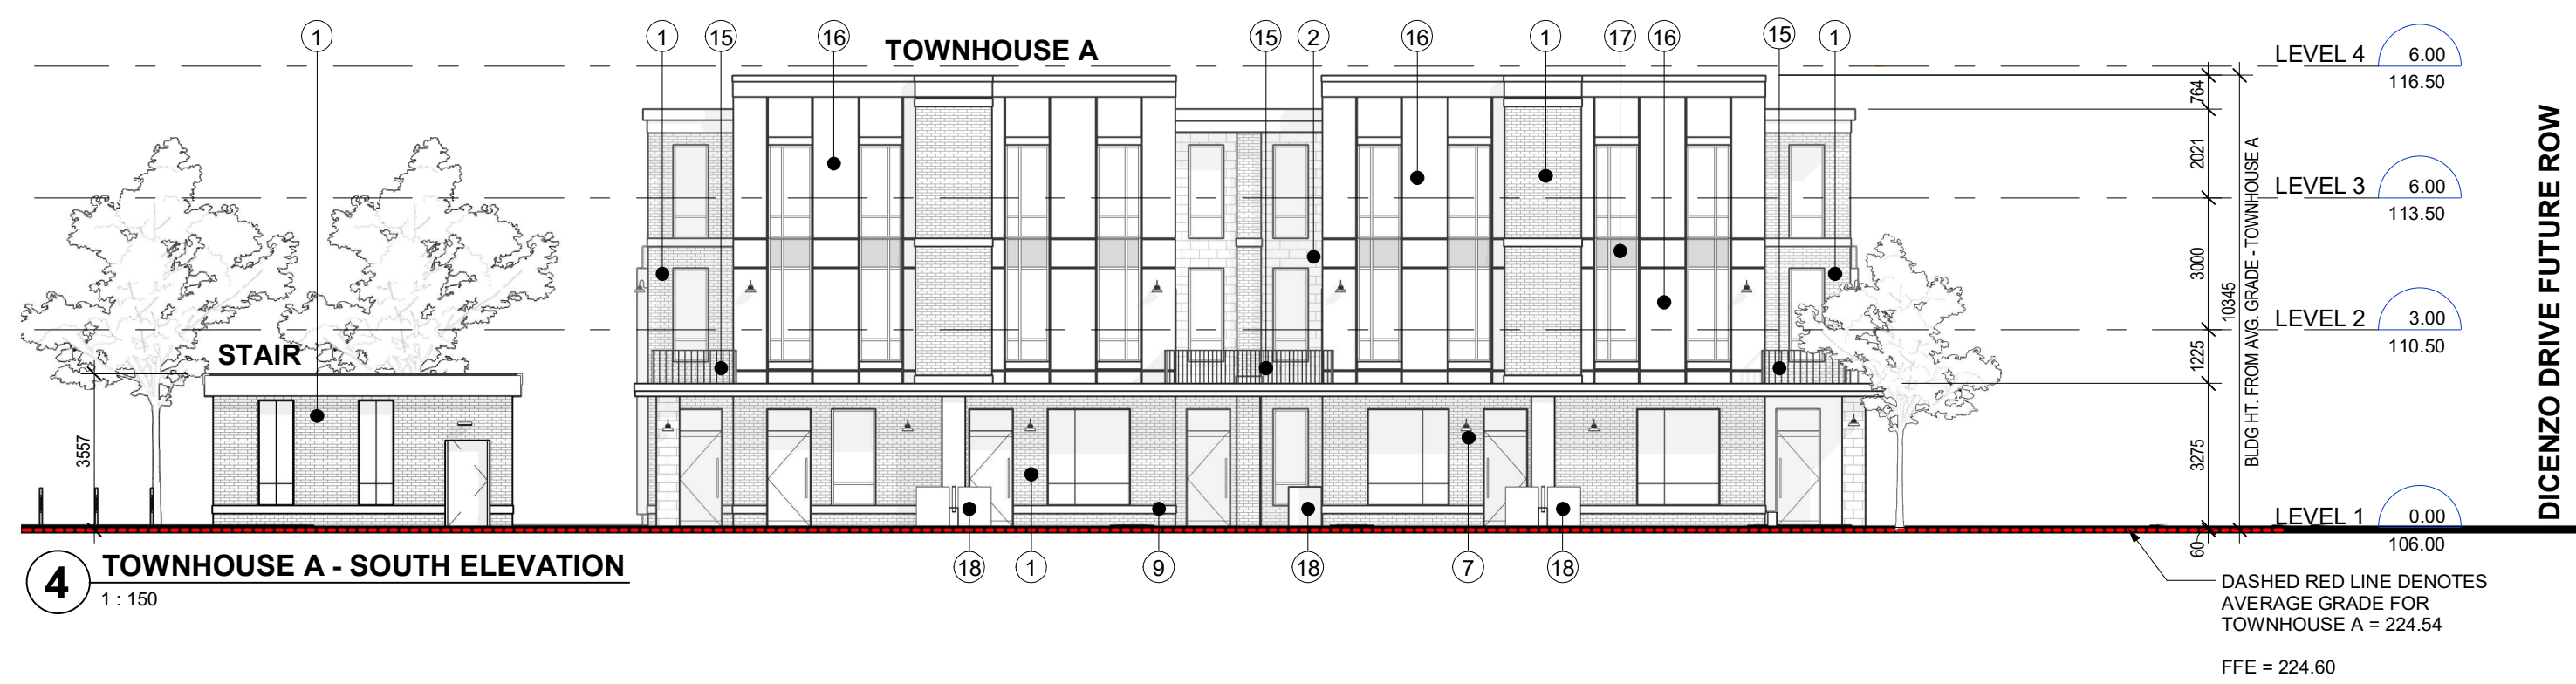 1 1 15 16 15 2 16 1 17 16 15 1
TOWNHOUSE A
LEVEL 4 6.00
116.50
764
2021
LEVEL 3 6.00
113.50
3000
10345
BLDG HT. FROM AVG. GRADE - TOWNHOUSE A
LEVEL 2 3.00
110.50
STAIR
1225
3557
3275
LEVEL 1 0.00
106.00
60
DICENZO DRIVE FUTURE ROW
18 1 9 18 7 18
4 TOWNHOUSE A - SOUTH ELEVATION
1 : 150
DASHED RED LINE DENOTES
AVERAGE GRADE FOR
TOWNHOUSE A = 224.54
FFE = 224.60